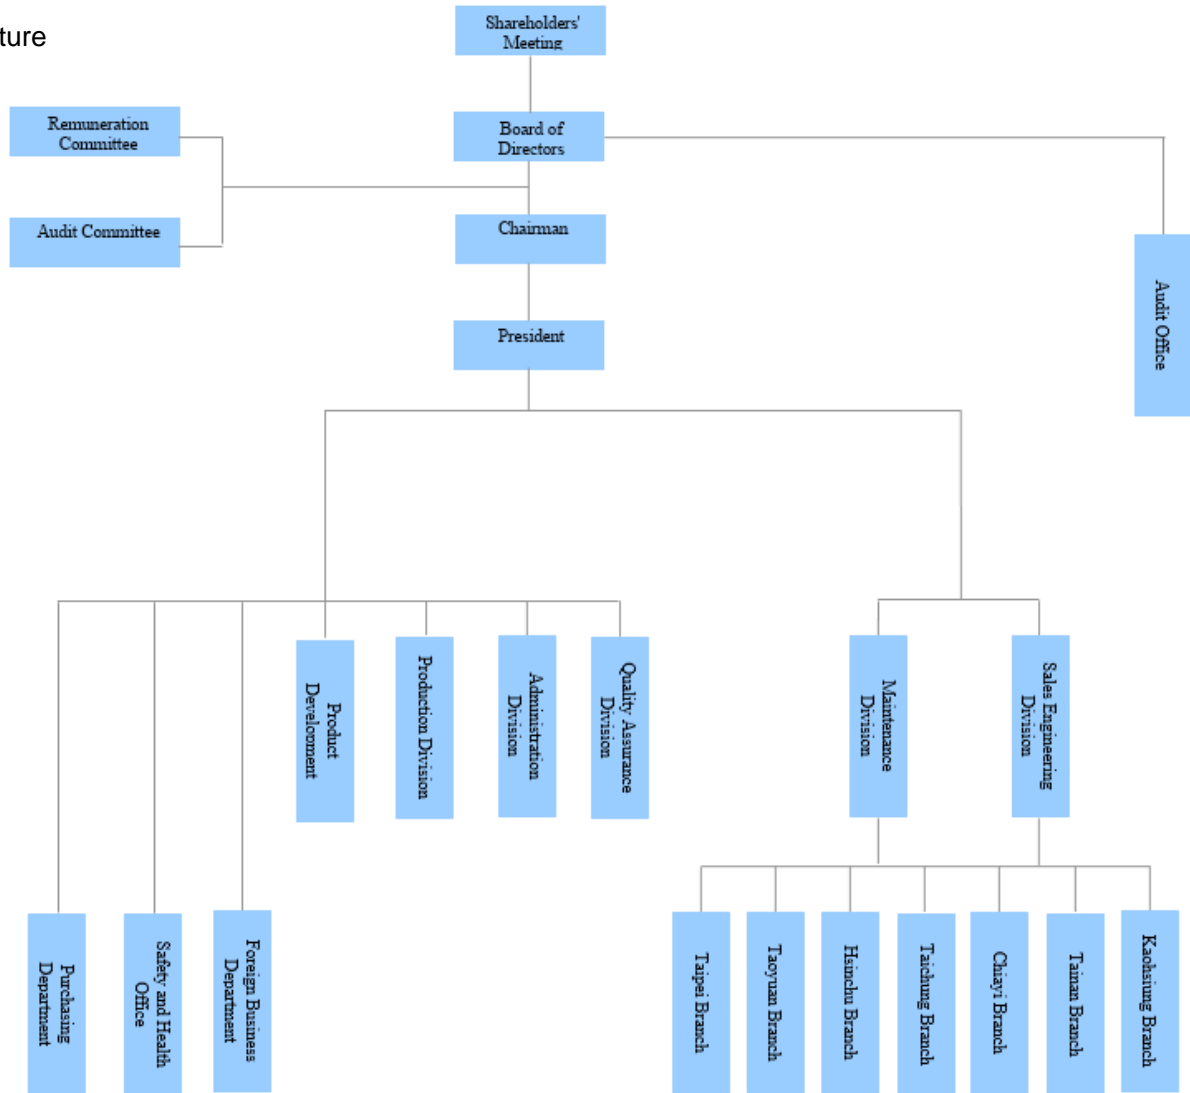 ture
Shareholders'
Meeting
Remuneration
Committee
Board of
Directors
Audit Committee
Chairman
Audit Office
President
Product
Development
Production Division
Administration
Division
Quality Assurance
Division
Maintenance
Division
Sales Engineering
Division
Purchasing
Department
Safety and Health
Office
Foreign Business
Department
Taipei Branch
Taoyuan Branch
Hsinchu Branch
Taichung Branch
Chiayi Branch
Tainan Branch
Kaohsiung Branch